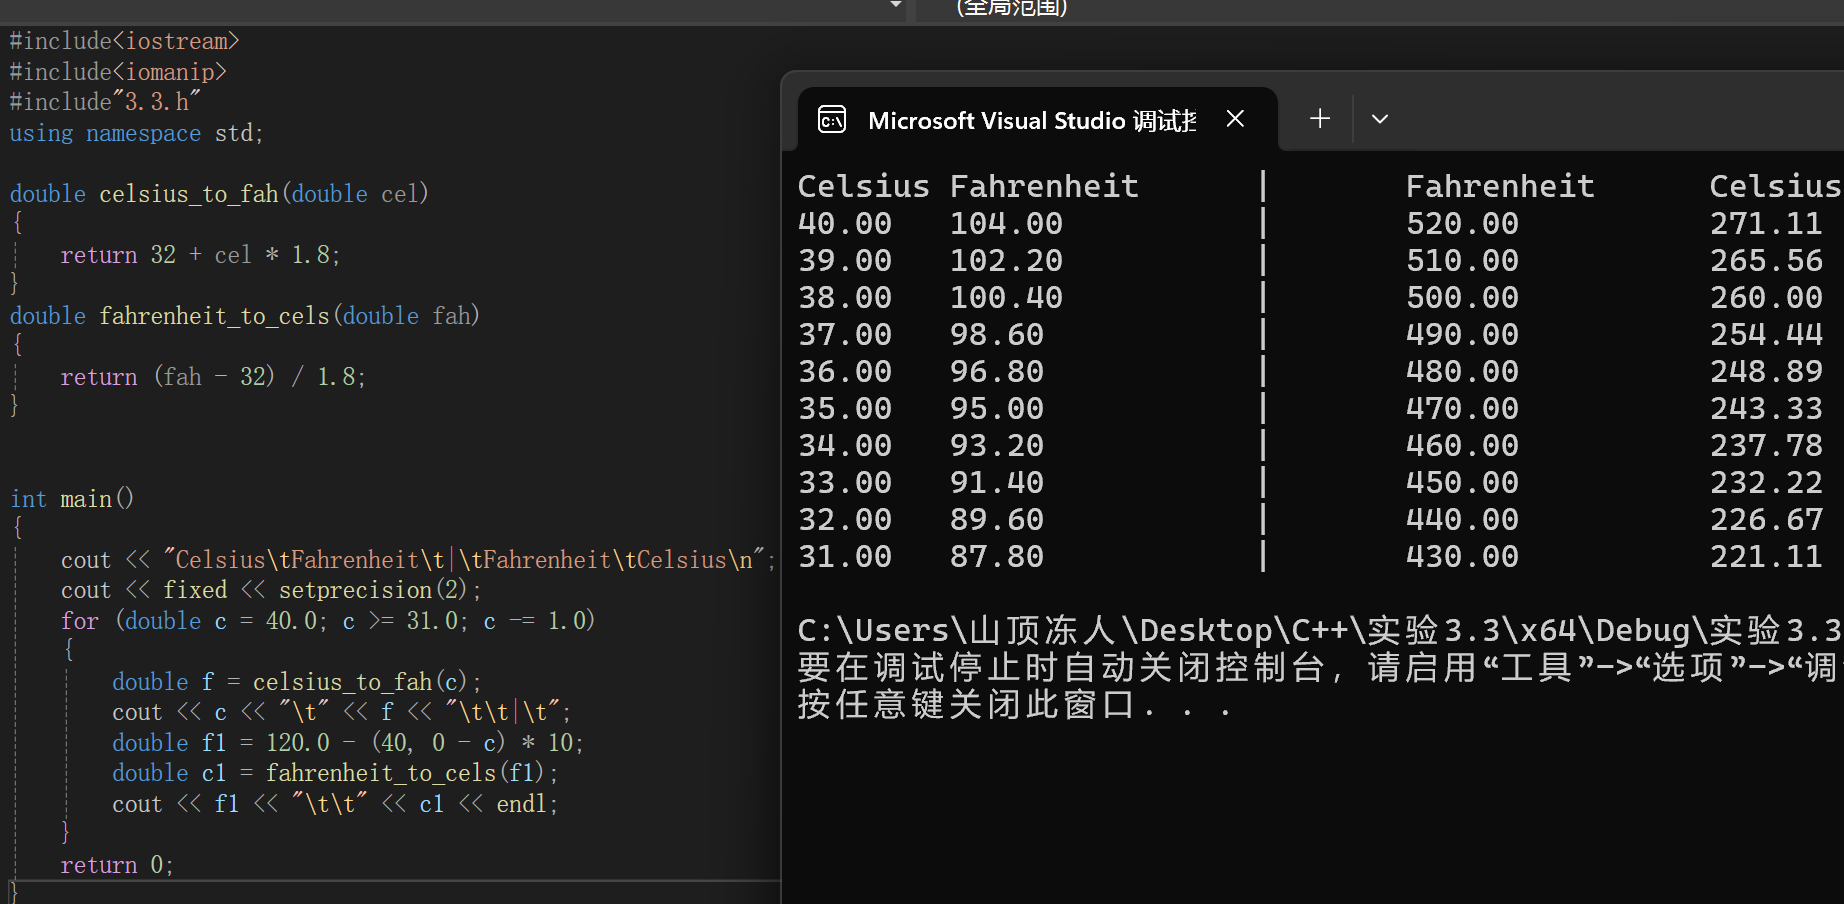 (全局范围)
#include<iostream>
#include<iomanip>
#include"3.3.h"
using namespace std;
double celsius_to_fah(double cel)
{
return 32 + cel * 1.8;
}
double fahrenheit_to_cels(double fah)
{
return (fah - 32) / 1.8;
}
int main()
{
cout << "Celsius\tFahrenheit\t|\tFahrenheit\tCelsius\n";
cout << fixed << setprecision(2);
for (double c = 40.0; c >= 31.0; c -= 1.0)
{
double f = celsius_to_fah(c);
cout << c << "\t" << f << "\t\t|\t";
double f1 = 120.0 - (40, 0 - c) * 10;
double c1 = fahrenheit_to_cels(f1);
cout << f1 << "\t\t" << c1 << endl;
}
return 0;
}
Microsoft Visual Studio 调试控
Celsius Fahrenheit | Fahrenheit Celsius
40.00 104.00 | 520.00 271.11
39.00 102.20 | 510.00 265.56
38.00 100.40 | 500.00 260.00
37.00 98.60 | 490.00 254.44
36.00 96.80 | 480.00 248.89
35.00 95.00 | 470.00 243.33
34.00 93.20 | 460.00 237.78
33.00 91.40 | 450.00 232.22
32.00 89.60 | 440.00 226.67
31.00 87.80 | 430.00 221.11
C:\Users\山顶冻人\Desktop\C++\实验3.3\x64\Debug\实验3.3
要在调试停止时自动关闭控制台，请启用“工具”->“选项”->“调
按任意键关闭此窗口. . .